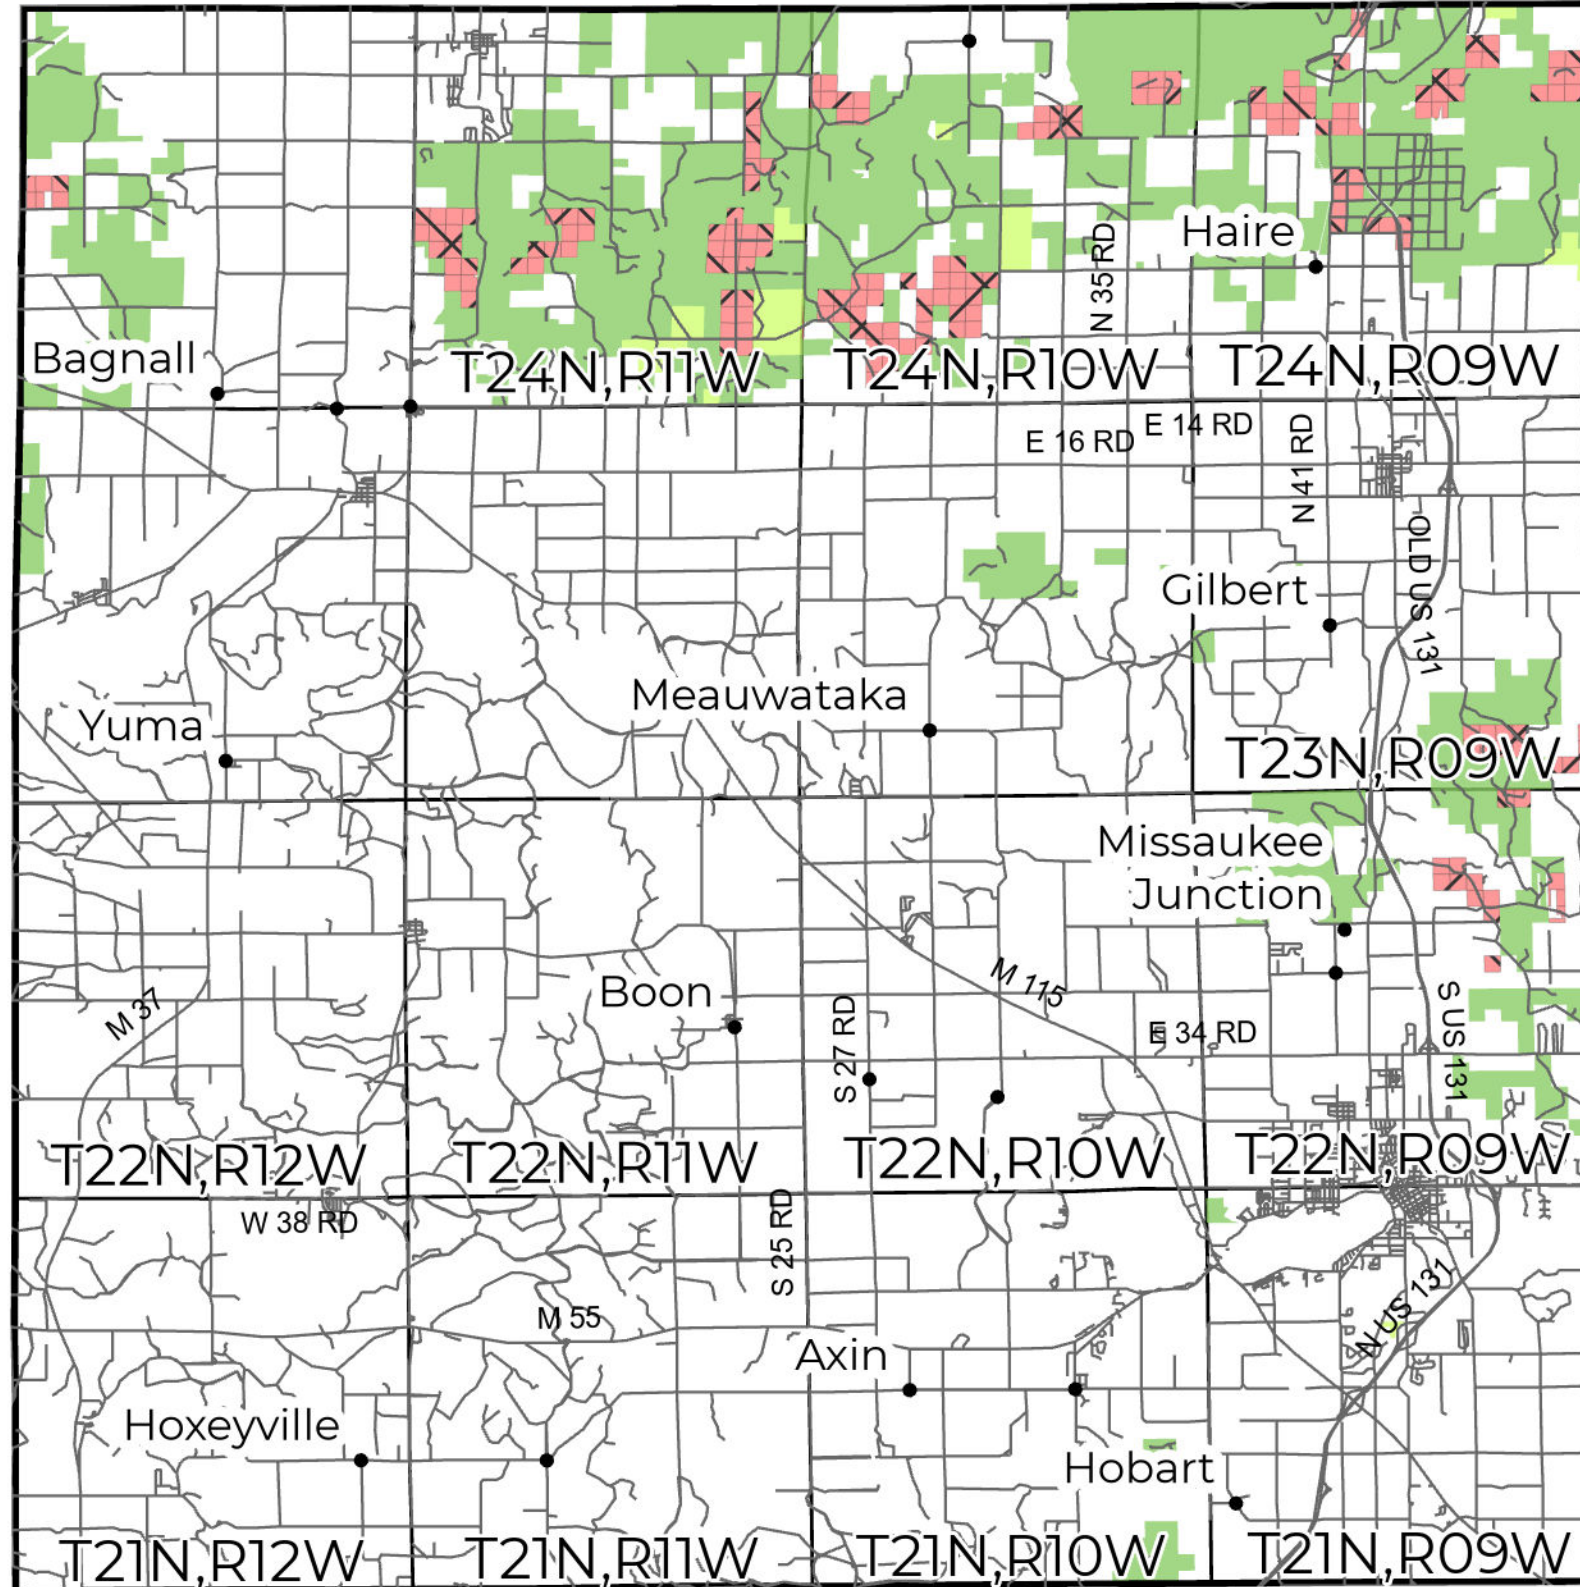 Haire
N 35 RD
Bagnall
T24N,R11W
T24N,R10W
T24N,R09W
E 16 RD
E 14 RD
N 41 RD
OLD US 131
Gilbert
Meauwataka
Yuma
T23N,R09W
Missaukee
Junction
Boon
M 37
M 115
S 27 RD
E 34 RD
S US 131
T22N,R12W
T22N,R11W
T22N,R10W
T22N,R09W
W 38 RD
S 25 RD
M 55
N US 131
Axin
Hoxeyville
Hobart
T21N,R12W
T21N,R11W
T21N,R10W
T21N,R09W